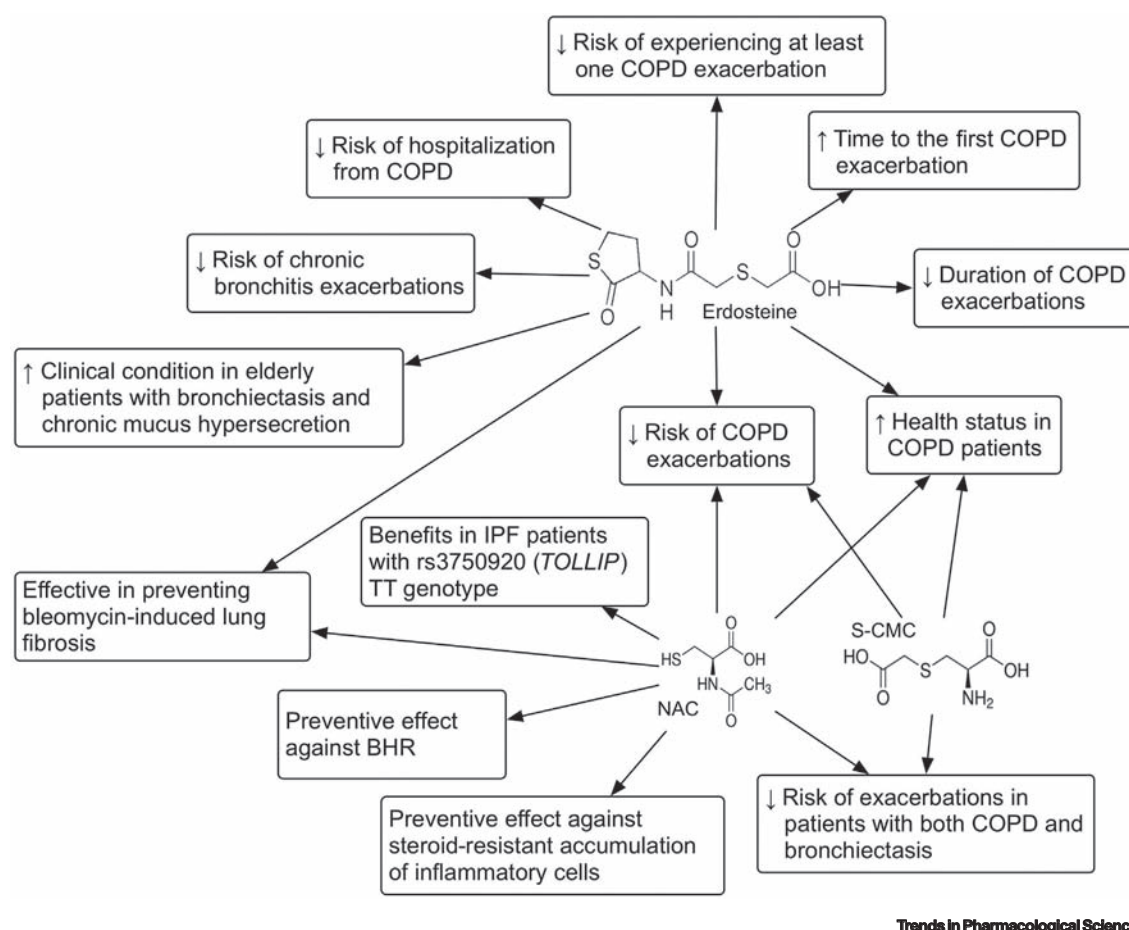 ↓ Risk of experiencing at least
one COPD exacerbation
↓ Risk of hospitalization
from COPD
↑ Time to the first COPD
exacerbation
↓ Risk of chronic
bronchitis exacerbations
↓ Duration of COPD
exacerbations
S
O
N
H
O
S
O
OH
Erdosteine
↑ Clinical condition in elderly
patients with bronchiectasis and
chronic mucus hypersecretion
↓ Risk of COPD
exacerbations
↑ Health status in
COPD patients
Benefits in IPF patients
with rs3750920 (TOLLIP)
TT genotype
Effective in preventing
bleomycin-induced lung
fibrosis
HS
O
OH
HN
CH3
O
NAC
S-CMC
HO
O
S
O
OH
NH2
Preventive effect
against BHR
Preventive effect against
steroid-resistant accumulation
of inflammatory cells
↓ Risk of exacerbations in
patients with both COPD and
bronchiectasis
Trends in Pharmacological Scienc